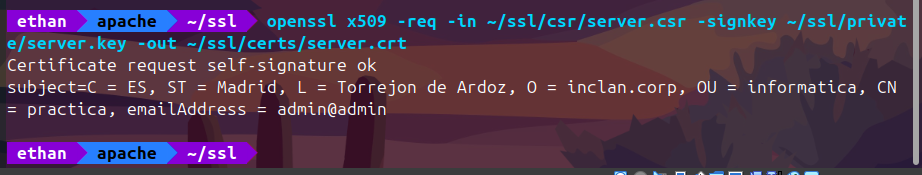 ethan apache ~/ssl openssl x509 -req -in ~/ssl/csr/server.csr -signkey ~/ssl/privat
e/server.key -out ~/ssl/certs/server.crt
Certificate request self-signature ok
subject=C = ES, ST = Madrid, L = Torrejon de Ardoz, O = inclan.corp, OU = informatica, CN
= practica, emailAddress = admin@admin
ethan apache ~/ssl